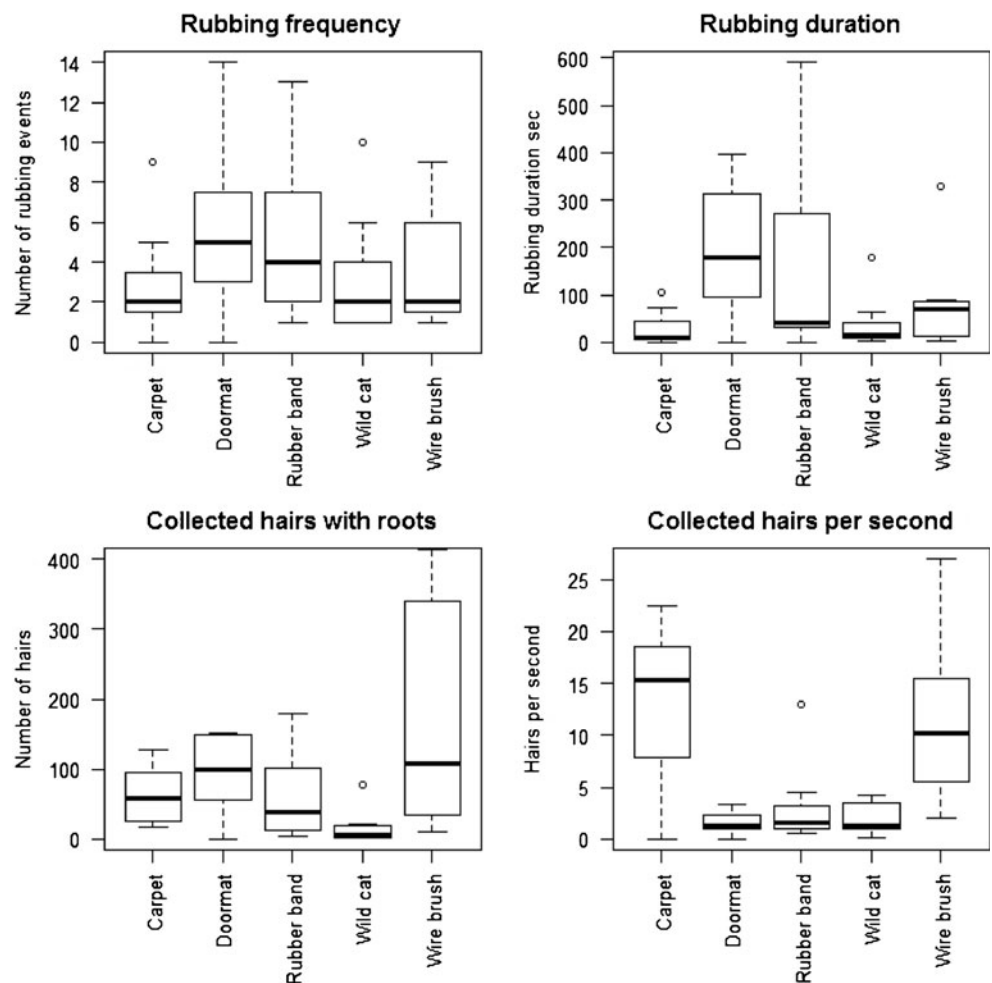 Rubbing frequency
Number of rubbing events
14
12
10
8
6
4
2
0
Carpet
Doormat
Rubber band
Wild cat
Wire brush
Rubbing duration
Rubbing duration sec
600
500
400
300
200
100
0
Carpet
Doormat
Rubber band
Wild cat
Wire brush
Collected hairs with roots
Number of hairs
400
300
200
100
0
Carpet
Doormat
Rubber band
Wild cat
Wire brush
Collected hairs per second
Hairs per second
25
20
15
10
5
0
Carpet
Doormat
Rubber band
Wild cat
Wire brush